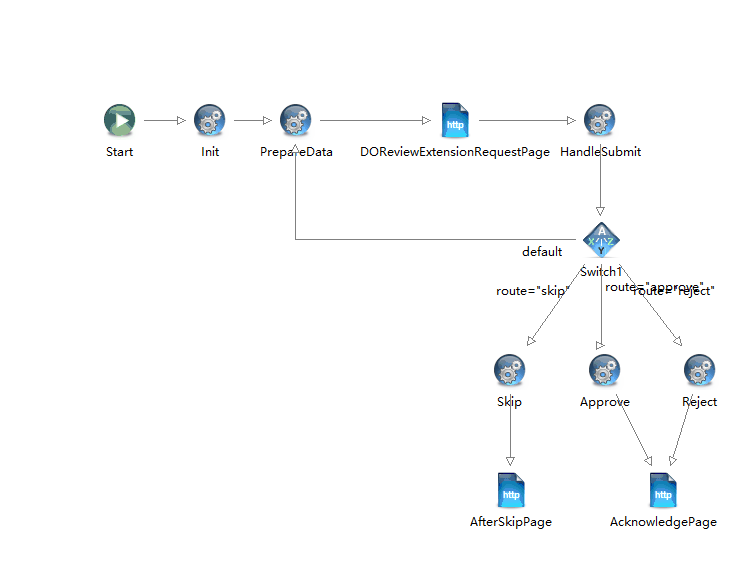 Start
Init
PrepareData
http
DOReviewExtensionRequestPage
HandleSubmit
A
X
Z
Y
default
Switch1
route="skip"
route="approve"
route="reject"
Skip
Approve
Reject
http
AfterSkipPage
http
AcknowledgePage